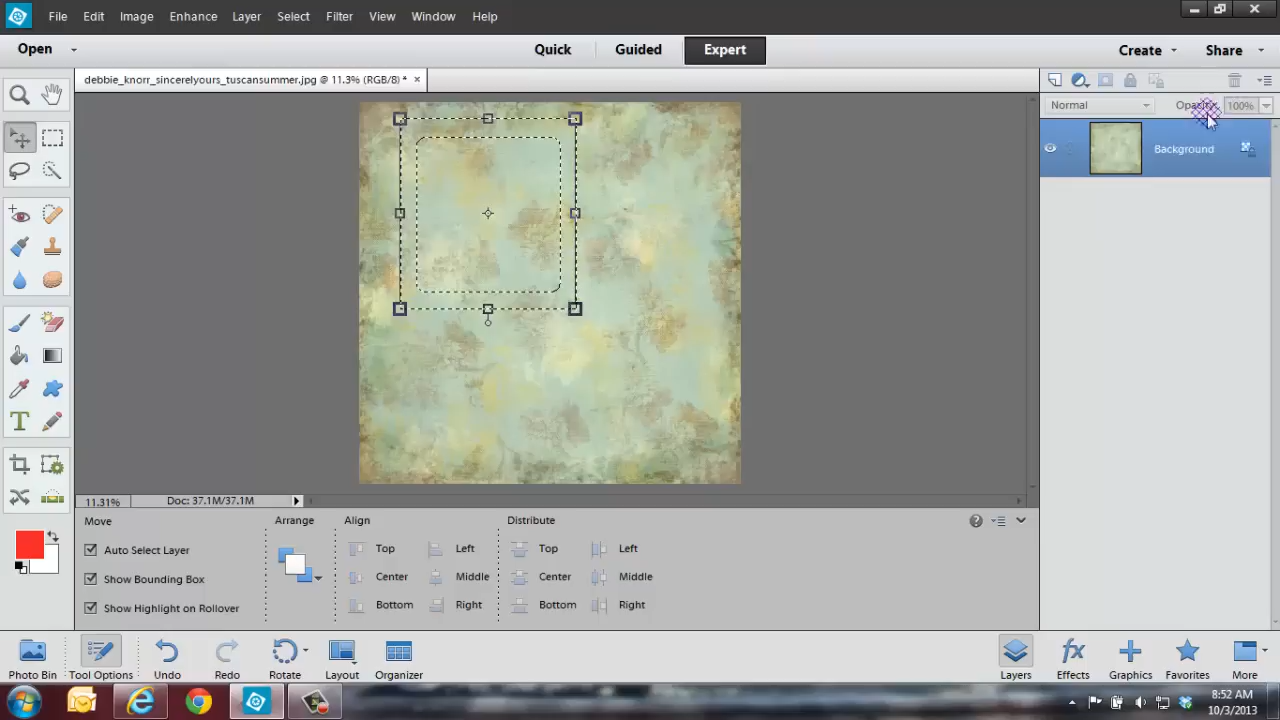 File Edit Image Enhance Layer Select Filter View Window Help
Open Quick Guided Expert Create Share
debbie_knorr_sincerelyours_tuscansummer.jpg @ 11.3% (RGB/8) * ×
Normal Opacity: 100%
Background
11.31% Doc: 37.1M/37.1M
Move Arrange Align Distribute
Auto Select Layer Top Left Top Left
Show Bounding Box Center Middle Center Middle
Show Highlight on Rollover Bottom Right Bottom Right
Photo Bin Tool Options Undo Redo Rotate Layout Organizer Layers Effects Graphics Favorites More
8:52 AM
10/3/2013